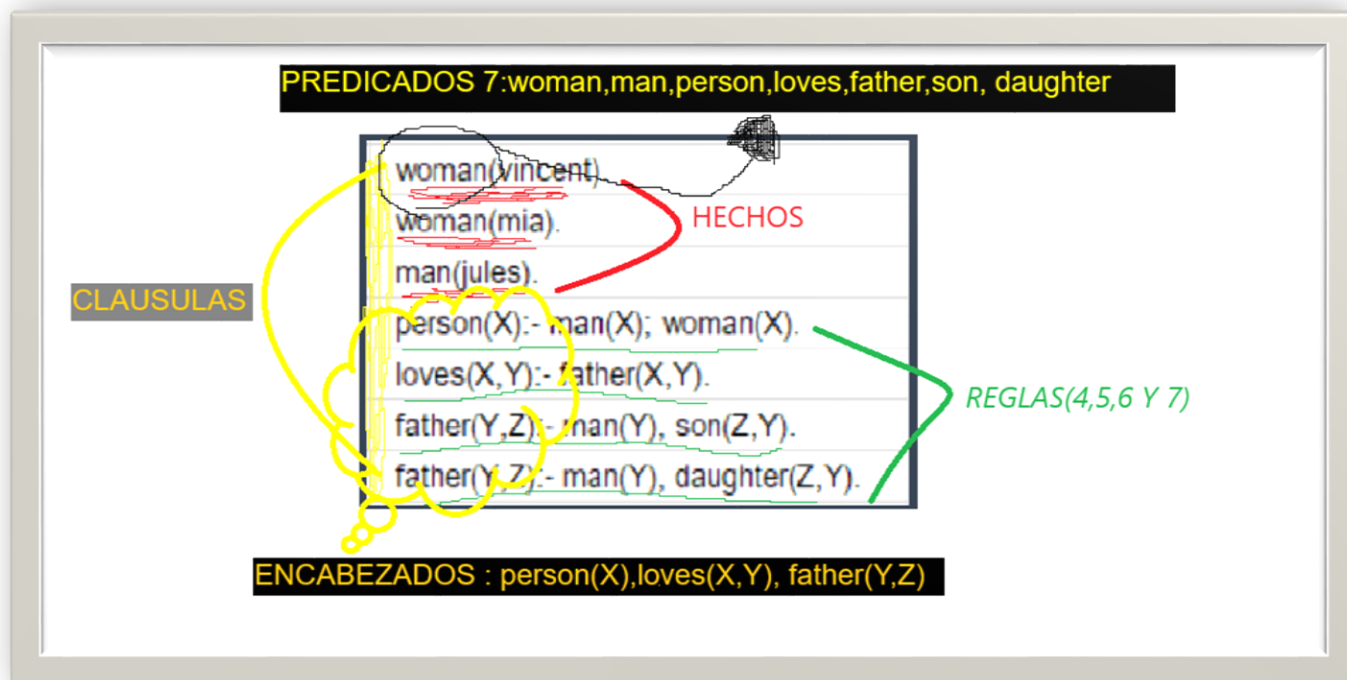 PREDICADOS 7:woman,man,person,loves,father,son, daughter
woman(vincent)
woman(mia).
HECHOS
man(jules).
CLAUSULAS
person(X):- man(X); woman(X).
loves(X,Y):- father(X,Y).
REGLAS(4,5,6 Y 7)
father(Y,Z):- man(Y), son(Z,Y).
father(Y,Z):- man(Y), daughter(Z,Y).
ENCABEZADOS : person(X),loves(X,Y), father(Y,Z)